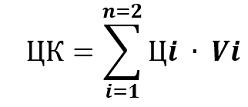 n=2
ЦК = ∑ Цi · Vi
i=1